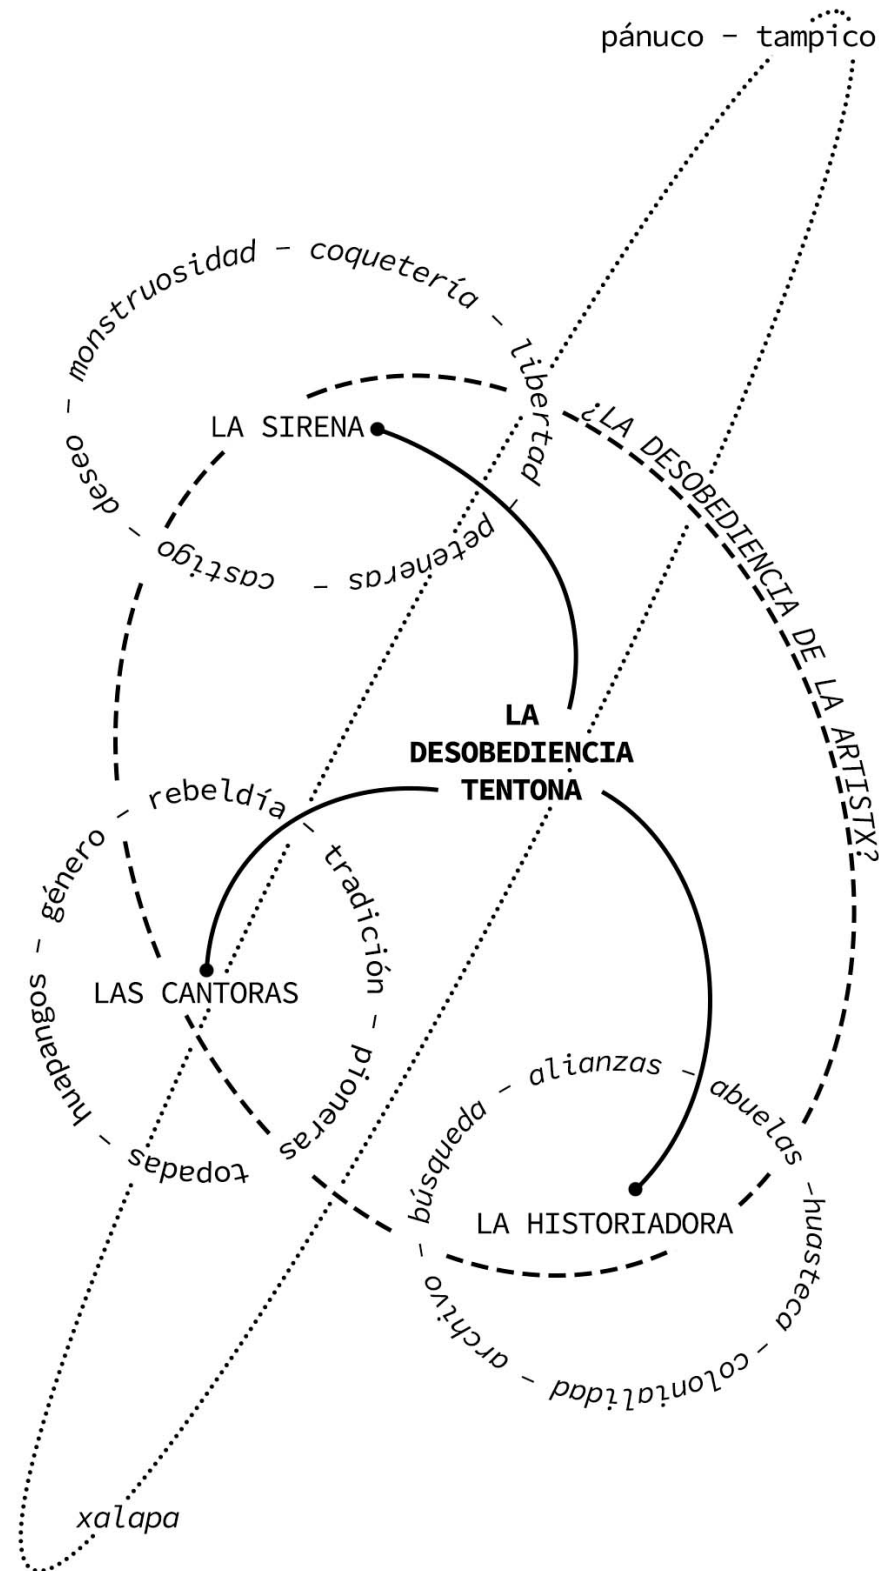 pánuco – tampico
deseo – monstruosidad – coquetería – libertad – peteneras – castigo –
LA SIRENA
¿LA DESOBEDIENCIA DE LA ARTISTX?
LA
DESOBEDIENCIA
TENTONA
huapangos – género – rebeldía – tradición – pioneras topadas –
LAS CANTORAS
búsqueda – alianzas – abuelas –huasteca – colonialidad – archivo –
LA HISTORIADORA
xalapa